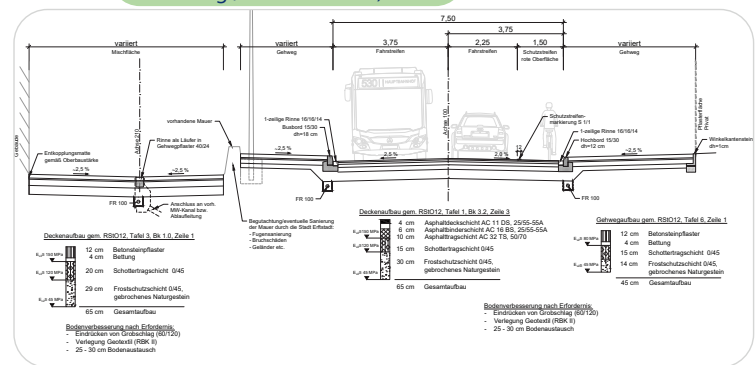 7,50
3,75
variiert
Mischfläche
variiert
Gehweg
3,75
Fahrstreifen
2,25
Fahrstreifen
1,50
Schutzstreifen
rote Oberfläche
variiert
Gehweg
Gebäude
Achse 210
vorhandene Mauer
1-zeilige Rinne 16/16/14
Busbord 15/30
dh=18 cm
5301
Achse 100
Schutzstreifen-
markierung S 1/1
1-zeilige Rinne 16/16/14
Hochbord 15/30
dh=12 cm
Privat
Winkelkantenstein
dh=1cm
Rinne als Läufer in
Gehwegpflaster 40/24
Entkopplungsmatte
gemäß Oberbaustärke
~2,5 %
~2,5 %
~2,5 %
2,5 %
2,0 %
12
~2,5 %
FR 100
FR 100
FR 100
Anschluss an vorh.
MW-Kanal bzw.
Ablaufleitung
Begutachtung/eventuelle Sanierung
der Mauer durch die Stadt Erftstadt:
- Fugensanierung
- Bruchschäden
- Geländer etc.
Deckenaufbau gem. RStO12, Tafel 3, Bk 1.0, Zeile 1
12 cm Betonsteinpflaster
4 cm Bettung
20 cm Schottertragschicht 0/45
29 cm Frostschutzschicht 0/45,
gebrochenes Naturgestein
65 cm Gesamtaufbau
Bodenverbesserung nach Erfordernis:
- Eindrücken von Grobschlag (60/120)
- Verlegung Geotextil (RBK II)
- 25 - 30 cm Bodenaustausch
Deckenaufbau gem. RStO12, Tafel 1, Bk 3.2, Zeile 3
4 cm Asphaltdeckschicht AC 11 DS, 25/55-55A
6 cm Asphaltbinderschicht AC 16 BS, 25/55-55A
10 cm Asphalttragschicht AC 32 TS, 50/70
15 cm Schottertragschicht 0/45
30 cm Frostschutzschicht 0/45,
gebrochenes Naturgestein
65 cm Gesamtaufbau
Gehwegaufbau gem. RStO12, Tafel 6, Zeile 1
12 cm Betonsteinpflaster
4 cm Bettung
15 cm Schottertragschicht 0/45
14 cm Frostschutzschicht 0/45,
gebrochenes Naturgestein
45 cm Gesamtaufbau
Bodenverbesserung nach Erfordernis:
- Eindrücken von Grobschlag (60/120)
- Verlegung Geotextil (RBK II)
- 25 - 30 cm Bodenaustausch